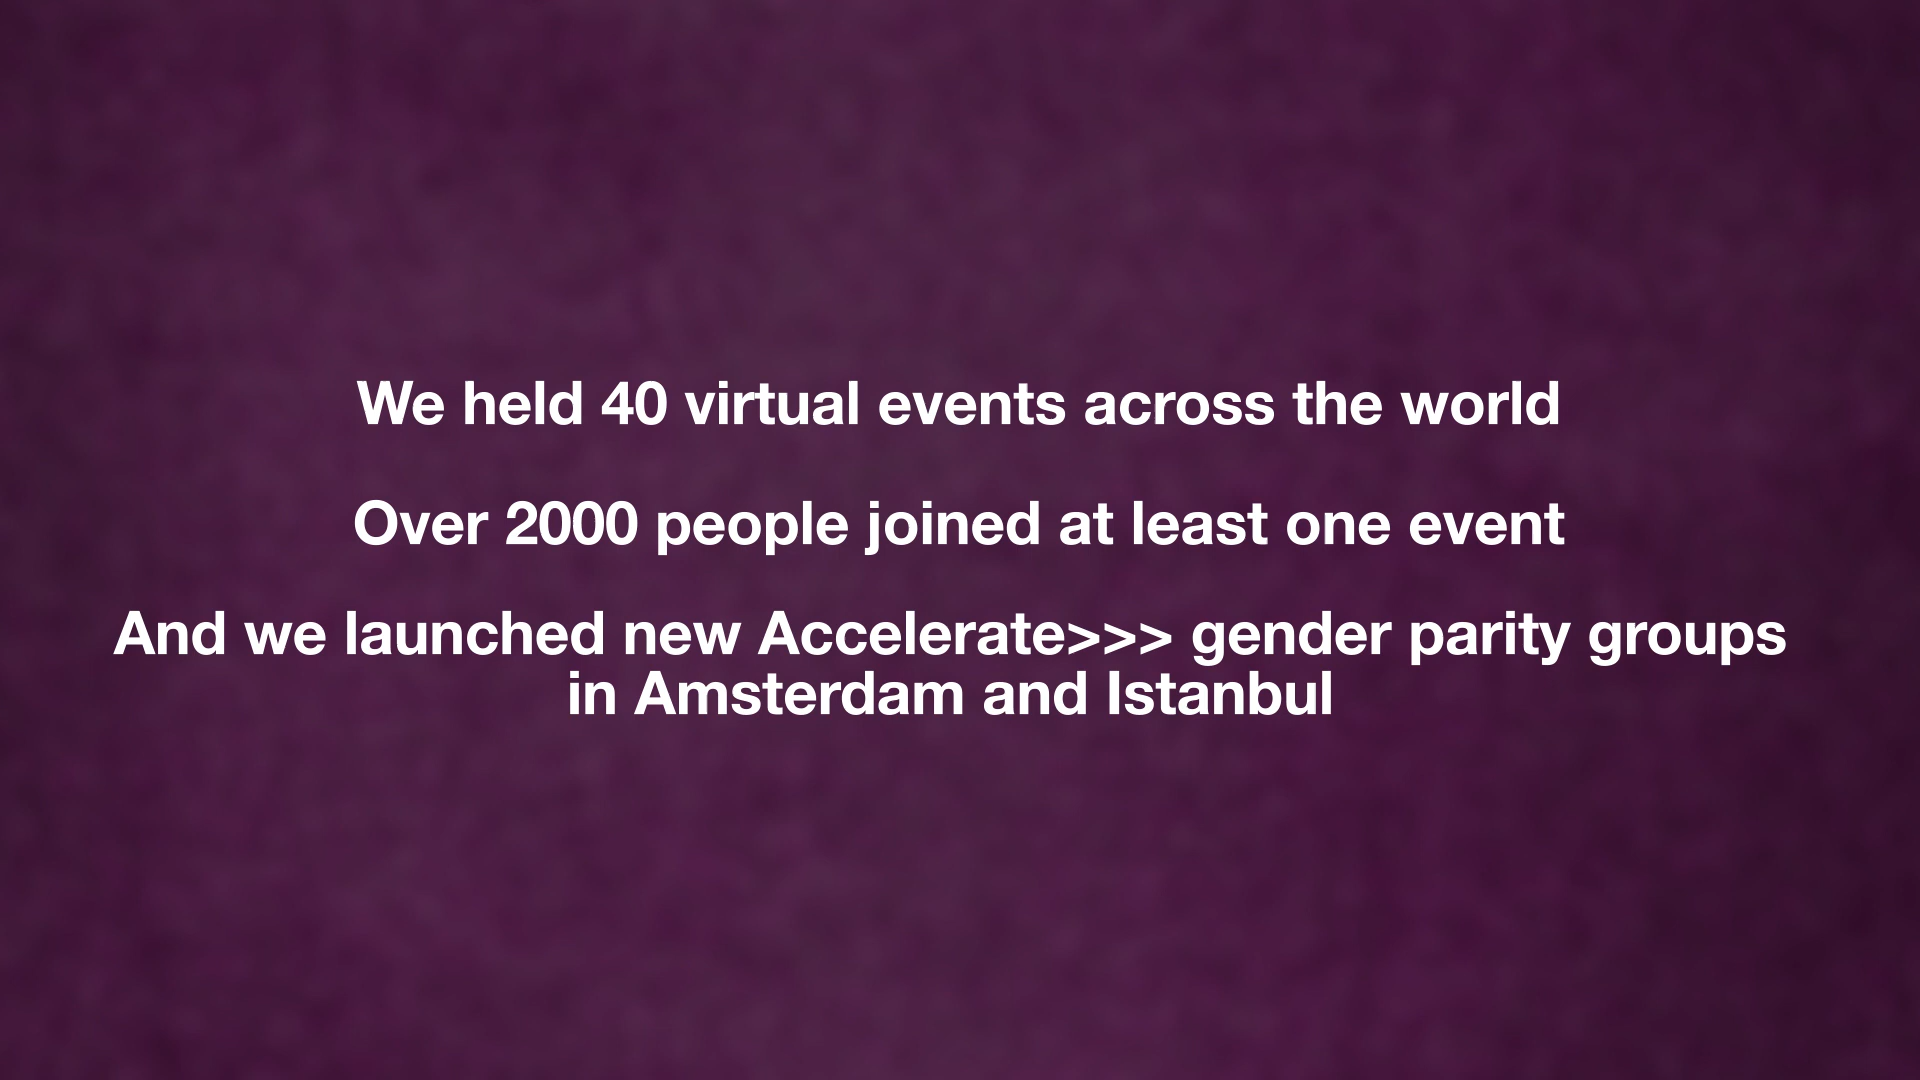 We held 40 virtual events across the world
Over 2000 people joined at least one event
And we launched new Accelerate>>> gender parity groups
in Amsterdam and Istanbul